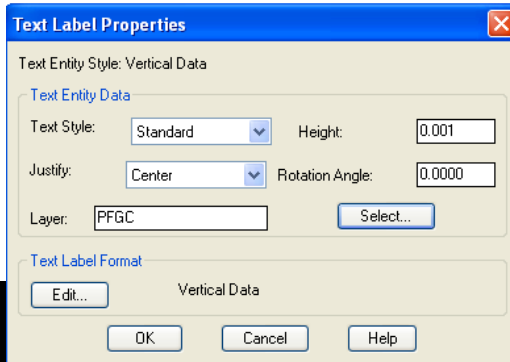 Text Label Properties
Text Entity Style: Vertical Data
Text Entity Data
Text Style: Standard Height: 0.001
Justify: Center Rotation Angle: 0.0000
Layer: PFGC Select...
Text Label Format
Edit... Vertical Data
OK Cancel Help